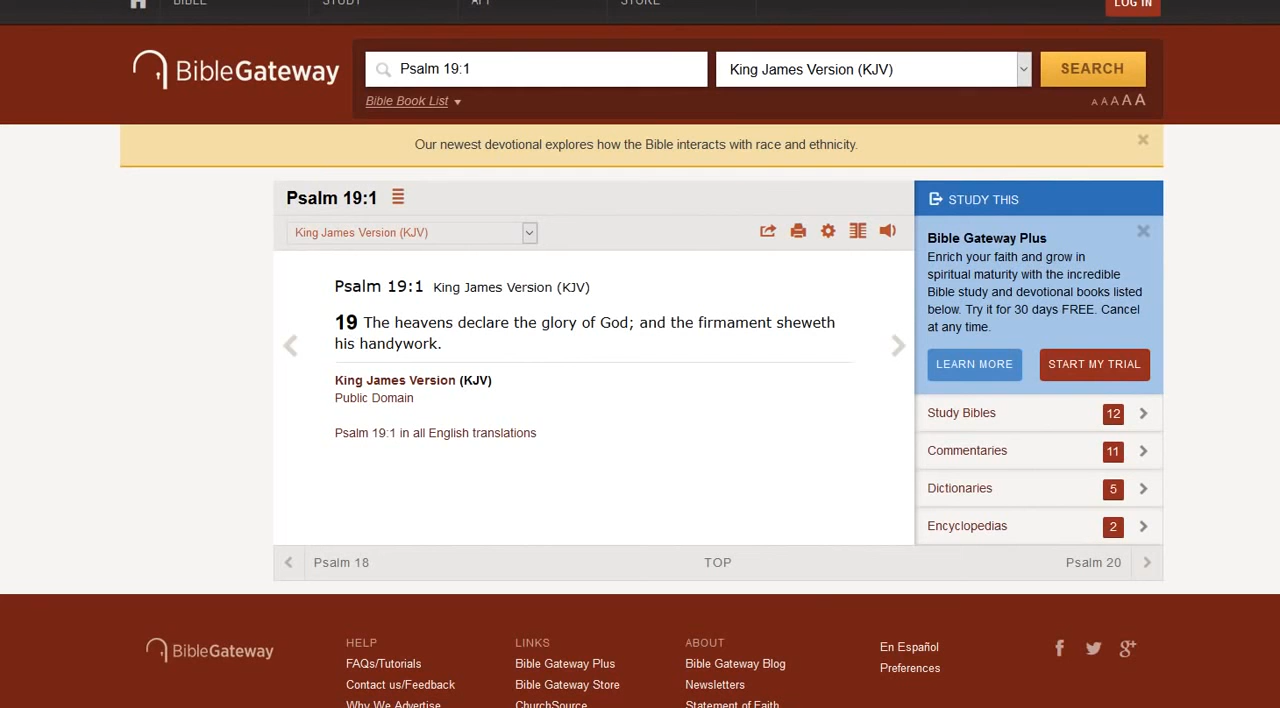 BIBLE STUDY APP STORE
LOG IN
BibleGateway
Psalm 19:1
King James Version (KJV)
SEARCH
Bible Book List
A A A A A
Our newest devotional explores how the Bible interacts with race and ethnicity.
Psalm 19:1
King James Version (KJV)
Psalm 19:1 King James Version (KJV)
19 The heavens declare the glory of God; and the firmament sheweth
his handywork.
King James Version (KJV)
Public Domain
Psalm 19:1 in all English translations
STUDY THIS
Bible Gateway Plus
Enrich your faith and grow in
spiritual maturity with the incredible
Bible study and devotional books listed
below. Try it for 30 days FREE. Cancel
at any time.
LEARN MORE
START MY TRIAL
Study Bibles 12
Commentaries 11
Dictionaries 5
Encyclopedias 2
Psalm 18
TOP
Psalm 20
BibleGateway
HELP
FAQs/Tutorials
Contact us/Feedback
Why We Advertise
LINKS
Bible Gateway Plus
Bible Gateway Store
ChurchSource
ABOUT
Bible Gateway Blog
Newsletters
Statement of Faith
En Español
Preferences